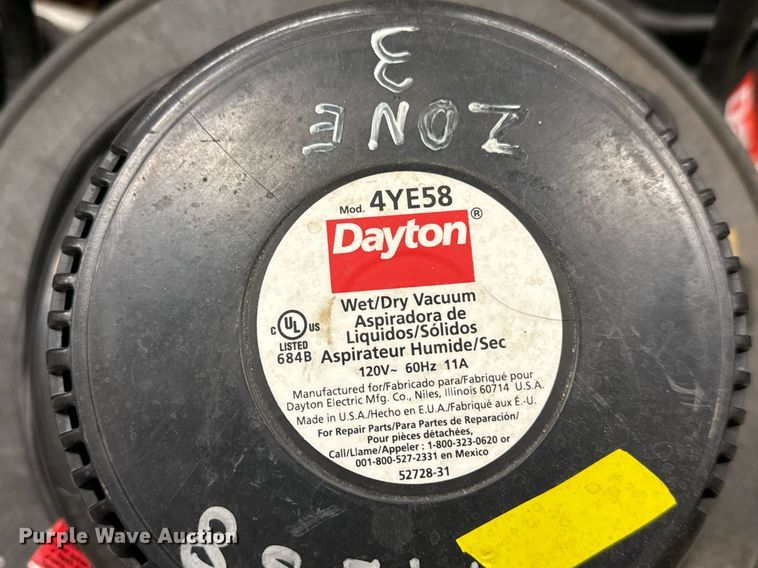 3
ZONE
Mod. 4YE58
Dayton®
Wet/Dry Vacuum
Aspiradora de
Liquidos/Sólidos
Aspirateur Humide/Sec
C UL US
LISTED
684B
120V~ 60Hz 11A
Manufactured for/Fabricado para/Fabriqué pour
Dayton Electric Mfg. Co., Niles, Illinois 60714 U.S.A.
Made in U.S.A./Hecho en E.U.A./Fabriqué aux É.-U.
For Repair Parts/Para Partes de Reparación/
Pour pièces détachées,
Call/Llame/Appeler : 1-800-323-0620 or
001-800-527-2331 en Mexico
52728-31
Purple Wave Auction